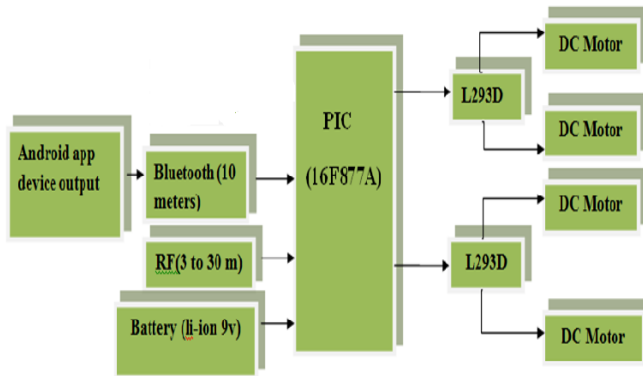 Android app
device output
Bluetooth (10
meters)
RF(3 to 30 m)
Battery (li-ion 9v)
PIC
(16F877A)
L293D
L293D
DC Motor
DC Motor
DC Motor
DC Motor